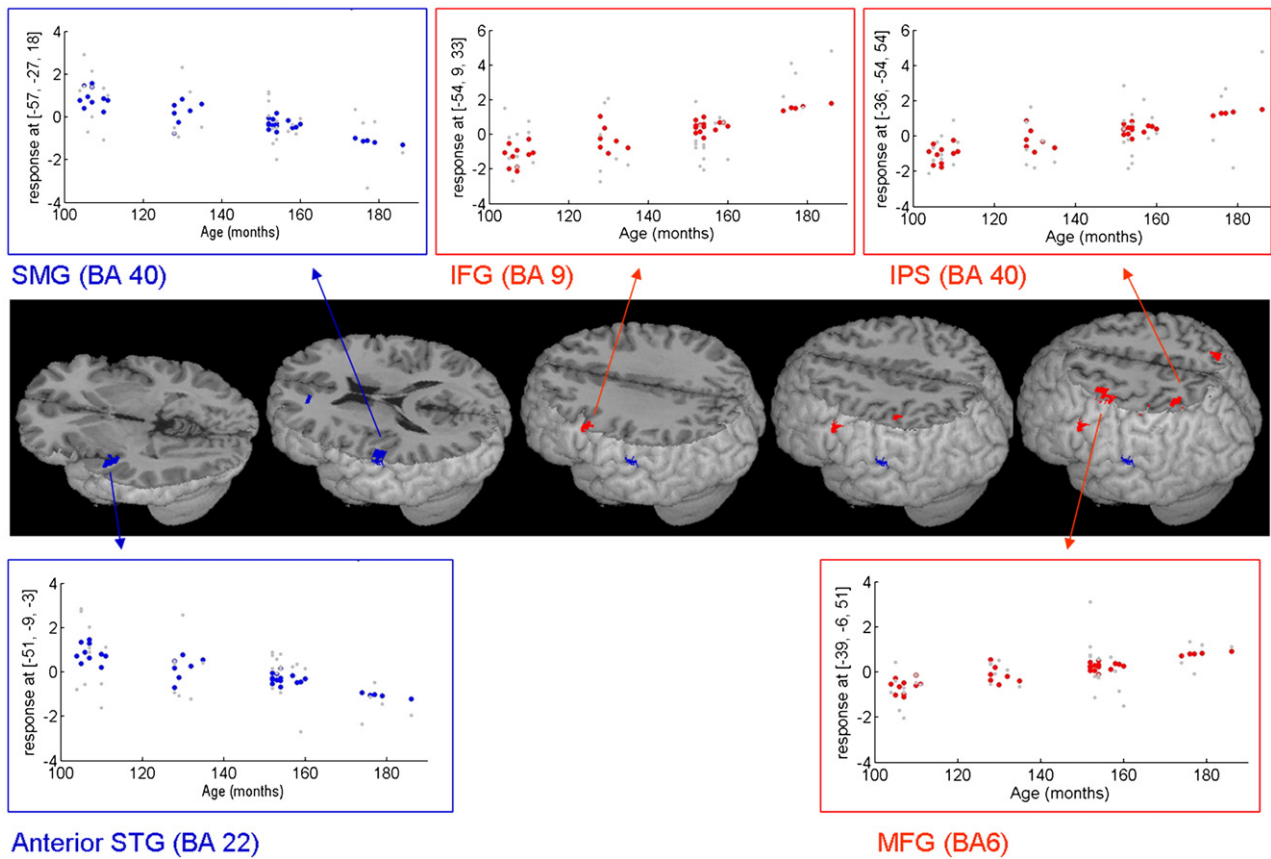 response at [-57, -27, 18]
4
2
0
-2
-4
100 120 140 160 180
Age (months)
SMG (BA 40)
response at [-54, 9, 33]
6
4
2
0
-2
-4
100 120 140 160 180
Age (months)
IFG (BA 9)
response at [-36, -54, 54]
6
4
2
0
-2
-4
100 120 140 160 180
Age (months)
IPS (BA 40)
response at [-51, -9, -3]
4
2
0
-2
-4
100 120 140 160 180
Age (months)
Anterior STG (BA 22)
response at [-39, -6, 51]
4
2
0
-2
-4
100 120 140 160 180
Age (months)
MFG (BA6)